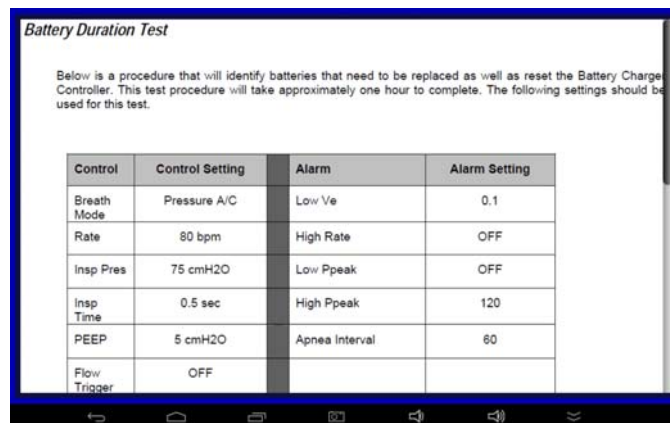 Battery Duration Test
Below is a procedure that will identify batteries that need to be replaced as well as reset the Battery Charge
Controller. This test procedure will take approximately one hour to complete. The following settings should be
used for this test.
Control Control Setting Alarm Alarm Setting
Breath Mode Pressure A/C Low Ve 0.1
Rate 80 bpm High Rate OFF
Insp Pres 75 cmH2O Low Ppeak OFF
Insp Time 0.5 sec High Ppeak 120
PEEP 5 cmH2O Apnea Interval 60
Flow Trigger OFF